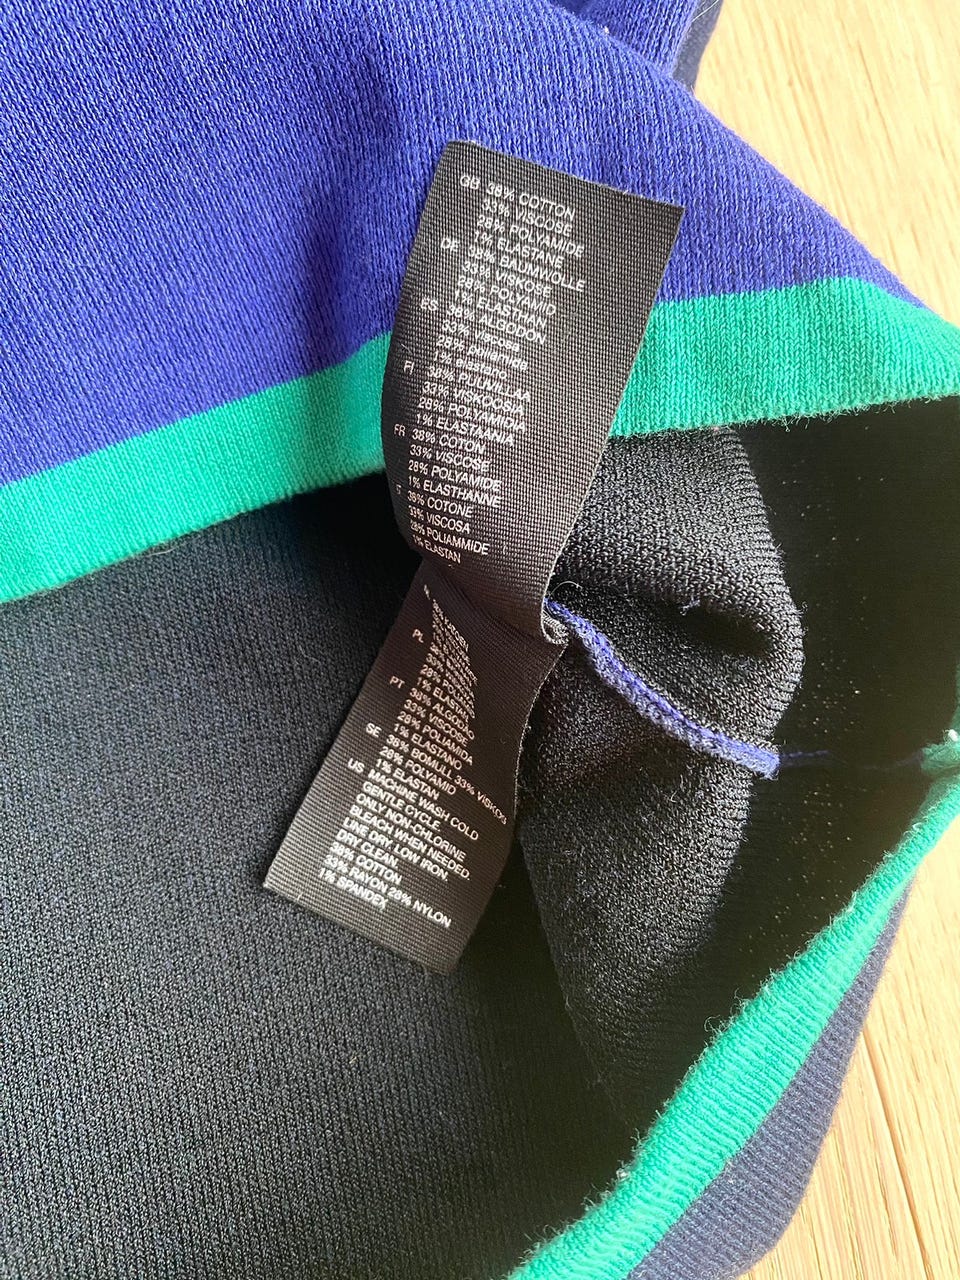 GB 38% COTTON
33% VISCOSE
28% POLYAMIDE
1% ELASTANE
DE 38% BAUMWOLLE
33% VISKOSE
28% POLYAMID
1% ELASTHAN
ES 38% ALGODON
33% viscosa
28% poliamida
1% elastano
FI 38% PUUVILLAA
33% VISKOOSIA
28% POLYAMIDIA
1% ELASTAANIA
FR 38% COTON
33% VISCOSE
28% POLYAMIDE
1% ELASTHANNE
38% COTONE
33% VISCOSA
28% POLIAMMIDE
1% ELASTAN
PL
1% ELASTAN
PT 38% ALGODAO
33% VISCOSE
28% POLIAMIDA
1% ELASTANO
SE 38% BOMULL 33% VISKOS
28% POLYAMID
1% ELASTAN
US MACHINE WASH COLD
GENTLE CYCLE.
ONLY NON-CHLORINE
BLEACH WHEN NEEDED.
LINE DRY. LOW IRON.
DRY CLEAN.
38% COTTON
33% RAYON 28% NYLON
1% SPANDEX